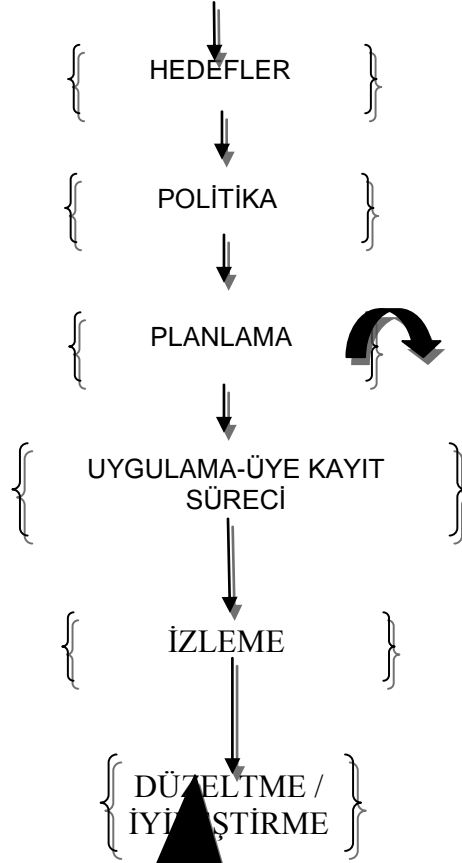 HEDEFLER
POLİTİKA
PLANLAMA
UYGULAMA-ÜYE KAYIT
SÜRECİ
İZLEME
DÜZELTME /
İYİLEŞTİRME